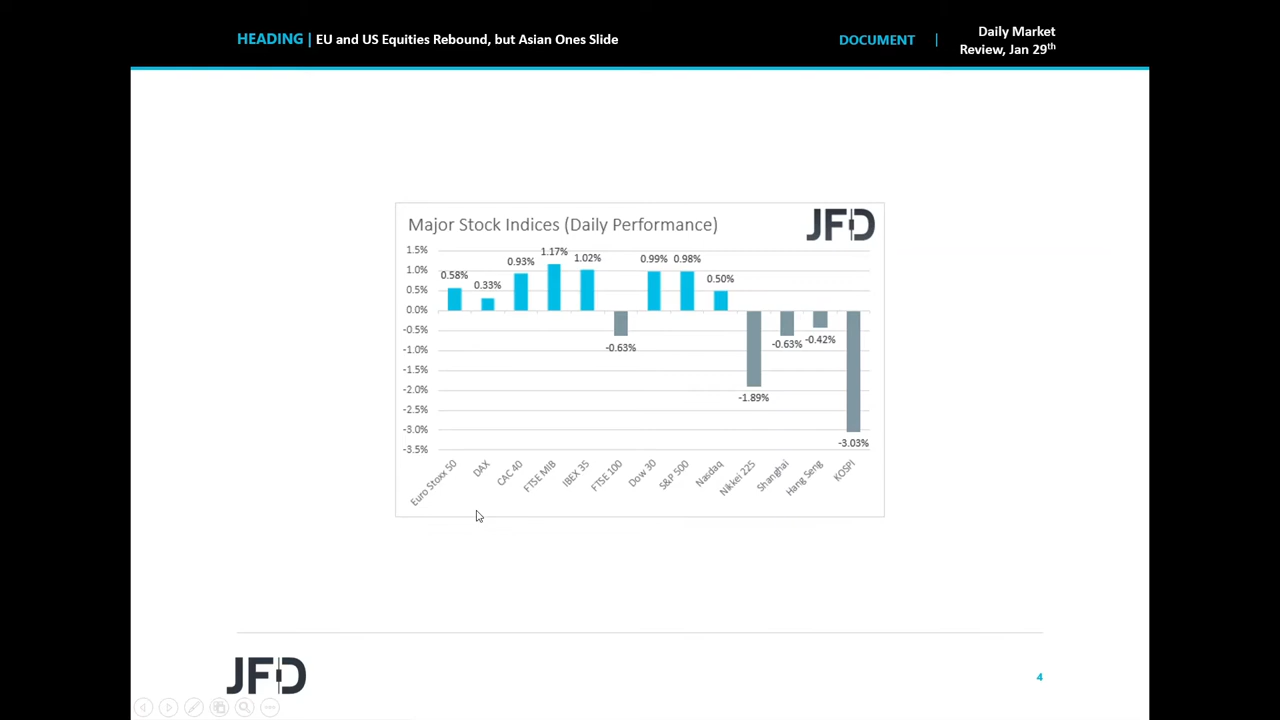 HEADING | EU and US Equities Rebound, but Asian Ones Slide
DOCUMENT |
Daily Market
Review, Jan 29th
Major Stock Indices (Daily Performance)
JFD
1.5%
1.0%
0.5%
0.0%
-0.5%
-1.0%
-1.5%
-2.0%
-2.5%
-3.0%
-3.5%
0.58%
0.33%
0.93%
1.17%
1.02%
-0.63%
0.99%
0.98%
0.50%
-1.89%
-0.63%
-0.42%
-3.03%
Euro Stoxx 50
DAX
CAC 40
FTSE MIB
IBEX 35
FTSE 100
Dow 30
S&P 500
Nasdaq
Nikkei 225
Shanghai
Hang Seng
KOSPI
JFD
4